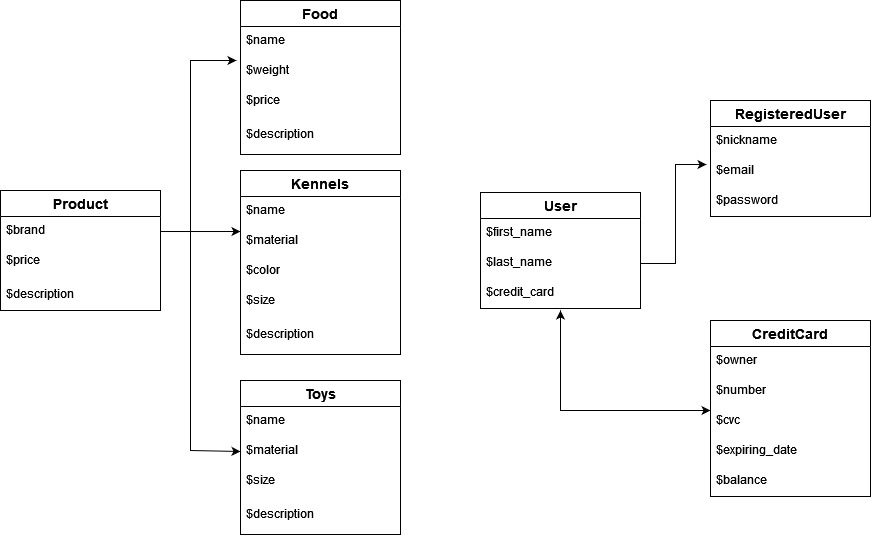 Food
$name
$weight
$price
$description
Product
$brand
$price
$description
Kennels
$name
$material
$color
$size
$description
Toys
$name
$material
$size
$description
User
$first_name
$last_name
$credit_card
RegisteredUser
$nickname
$email
$password
CreditCard
$owner
$number
$cvc
$expiring_date
$balance